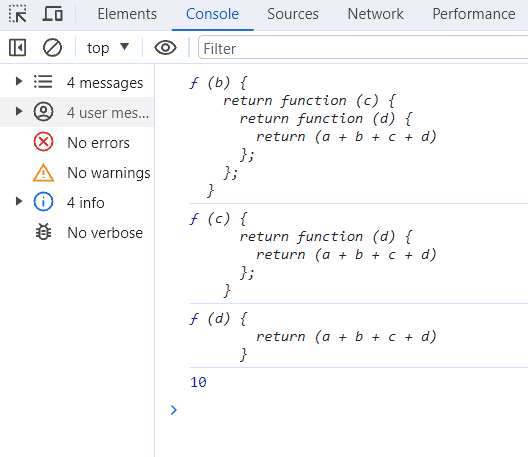 Elements Console Sources Network Performance
top ▼ Filter
4 messages
4 user mes...
No errors
No warnings
4 info
No verbose
ƒ (b) {
    return function (c) {
      return function (d) {
        return (a + b + c + d)
      };
    };
  }
ƒ (c) {
      return function (d) {
        return (a + b + c + d)
      };
    }
ƒ (d) {
        return (a + b + c + d)
      }
10
>